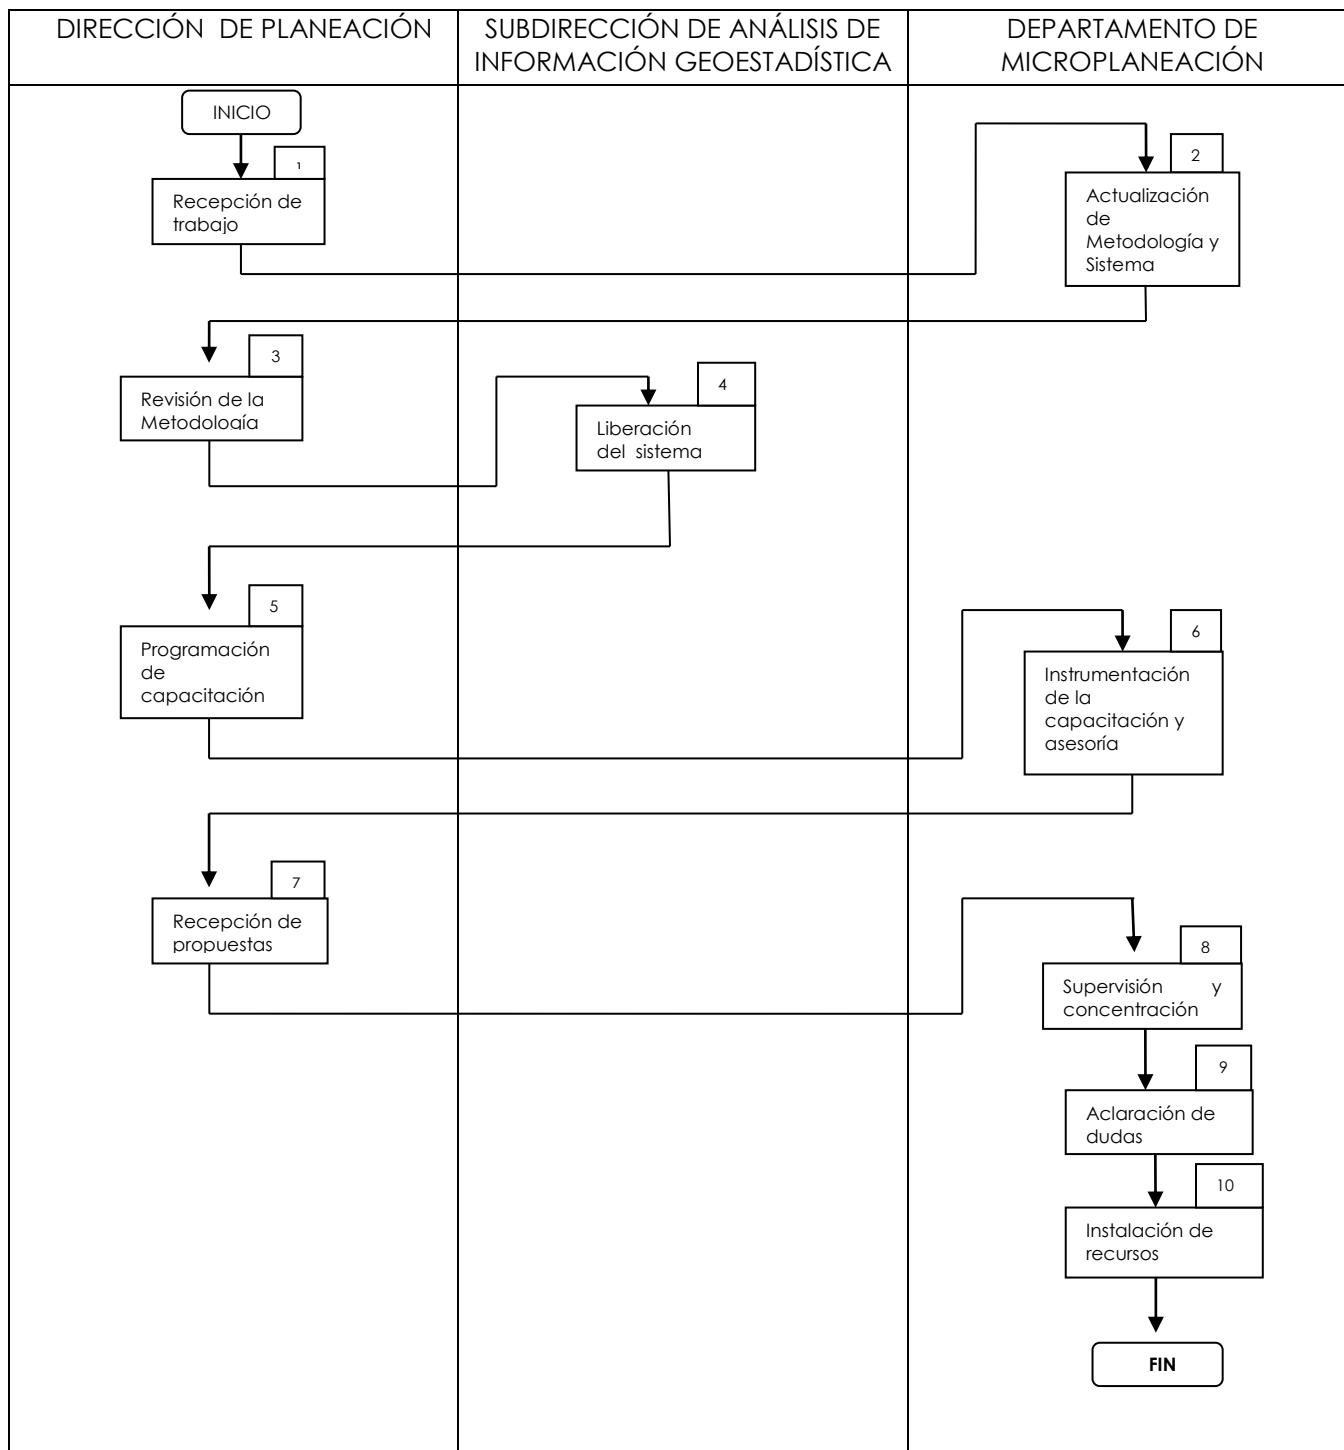 DIRECCIÓN DE PLANEACIÓN
SUBDIRECCIÓN DE ANÁLISIS DE
INFORMACIÓN GEOESTADÍSTICA
DEPARTAMENTO DE
MICROPLANEACIÓN
INICIO
1
Recepción de
trabajo
2
Actualización
de
Metodología y
Sistema
3
Revisión de la
Metodología
4
Liberación
del sistema
5
Programación
de
capacitación
6
Instrumentación
de la
capacitación y
asesoría
7
Recepción de
propuestas
8
Supervisión y
concentración
9
Aclaración de
dudas
10
Instalación de
recursos
FIN